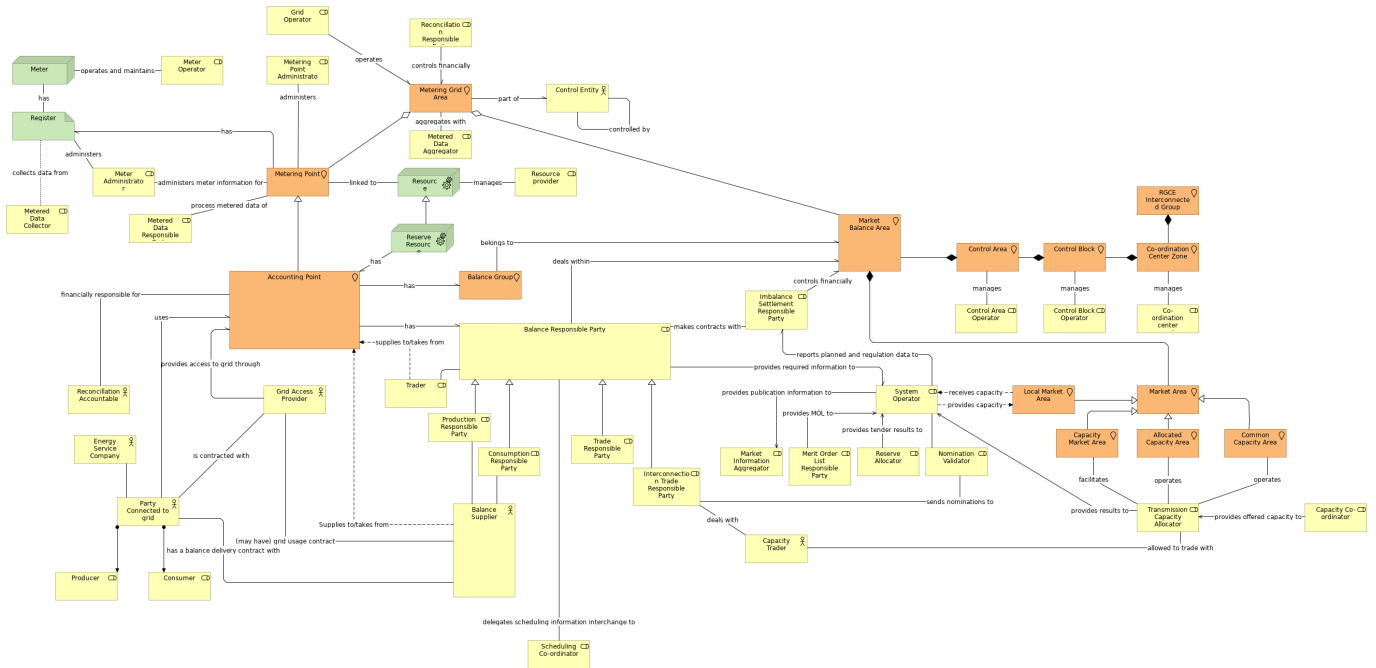 Grid
Operator
Reconcillatio
n
Responsible
operates
controls financially
Meter
operates and maintains
Meter
Operator
Metering
Point
Administrato
has
administers
Metering Grid
Area
part of
Control Entity
controlled by
aggregates with
Register
has
Metered
Data
Aggregator
administers
collects data from
Meter
Administrato
r
administers meter information for
Metering Point
linked to
Resourc
e
manages
Resource
provider
process metered data of
Metered
Data
Collector
Metered
Data
Responsible
RGCE
Interconnecte
d Group
Market
Balance Area
Reserve
Resourc
e
belongs to
has
deals within
Control Area
Control Block
Co-ordination
Center Zone
Accounting Point
has
Balance Group
controls financially
manages
manages
manages
financially responsible for
Imbalance
Settlement
Responsible
Party
Control Area
Operator
Control Block
Operator
Co-
ordination
center
uses
has
Balance Responsible Party
makes contracts with
supplies to/takes from
reports planned and regulation data to
provides access to grid through
provides required information to
Reconcillation
Accountable
Grid Access
Provider
Trader
provides publication information to
System
Operator
receives capacity
provides capacity
Local Market
Area
Market Area
Production
Responsible
Party
provides MOL to
provides tender results to
Energy
Service
Company
is contracted with
Consumption
Responsible
Party
Trade
Responsible
Party
Capacity
Market Area
Allocated
Capacity Area
Common
Capacity Area
Market
Information
Aggregator
Merit Order
List
Responsible
Party
Reserve
Allocator
Nomination
Validator
Interconnectio
n Trade
Responsible
Party
facilitates
operates
operates
Party
Connected to
grid
Balance
Supplier
sends nominations to
provides results to
Transmission
Capacity
Allocator
provides offered capacity to
Capacity Co-
ordinator
Supplies to/takes from
deals with
(may have) grid usage contract
has a balance delivery contract with
Capacity
Trader
allowed to trade with
Producer
Consumer
delegates scheduling information interchange to
Scheduling
Co-ordinator